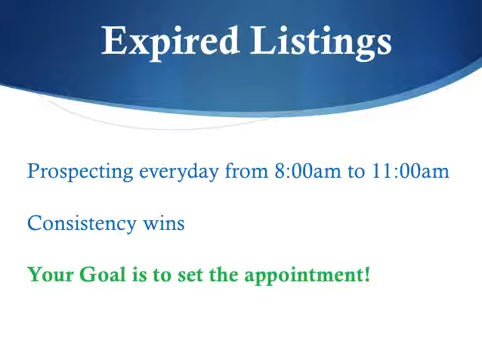 Expired Listings
Prospecting everyday from 8:00am to 11:00am
Consistency wins
Your Goal is to set the appointment!